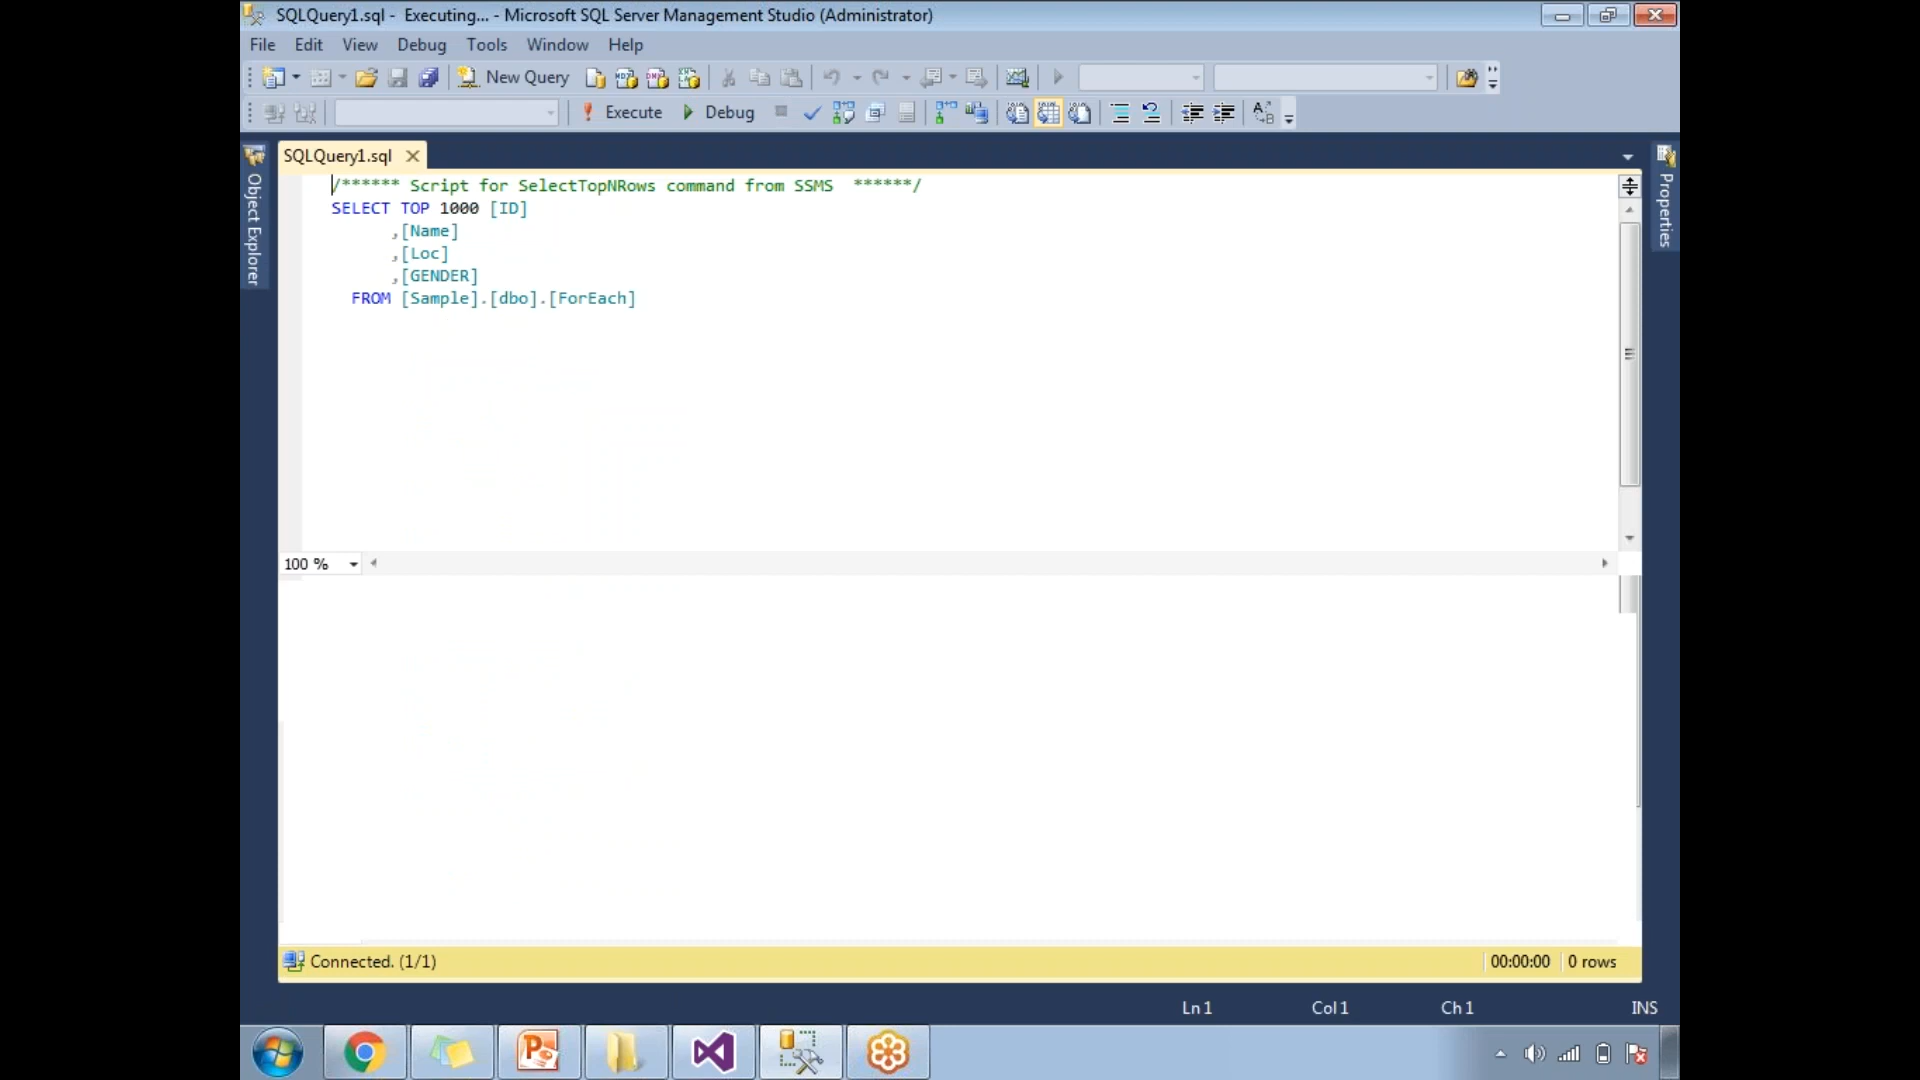 SQLQuery1.sql - Executing... - Microsoft SQL Server Management Studio (Administrator)
File Edit View Debug Tools Window Help
New Query
Execute Debug
SQLQuery1.sql
Object Explorer
Properties
/****** Script for SelectTopNRows command from SSMS ******/
SELECT TOP 1000 [ID]
,[Name]
,[Loc]
,[GENDER]
FROM [Sample].[dbo].[ForEach]
100 %
Connected. (1/1) 00:00:00 0 rows
Ln 1 Col 1 Ch 1 INS